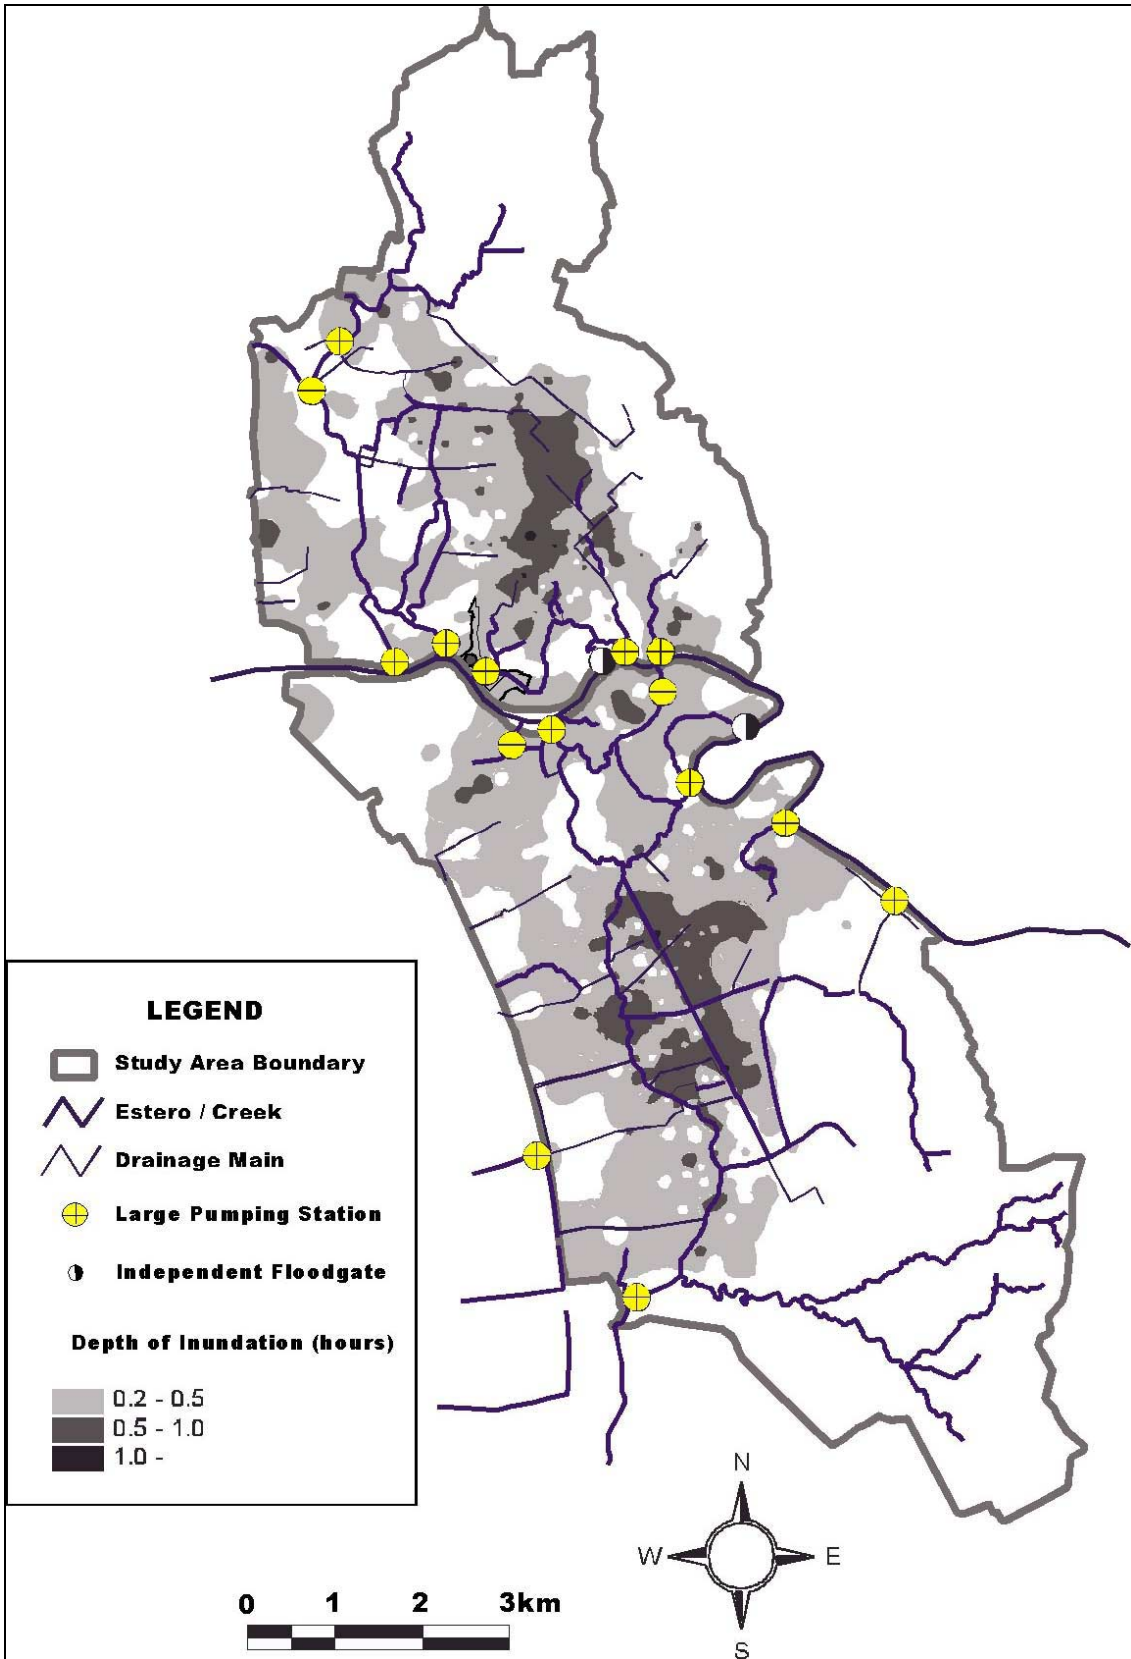 LEGEND
Study Area Boundary
Estero / Creek
Drainage Main
Large Pumping Station
Independent Floodgate
Depth of Inundation (hours)
0.2 - 0.5
0.5 - 1.0
1.0 -
N
W E
S
0 1 2 3km